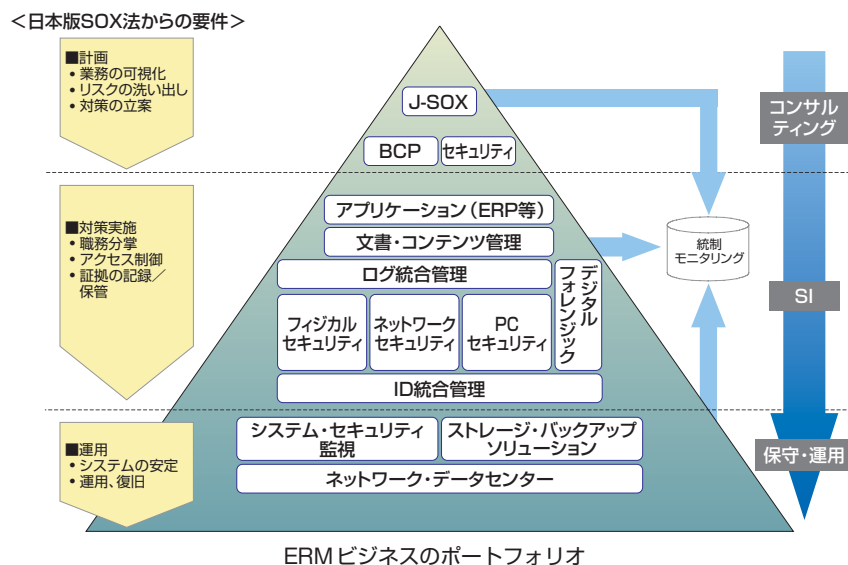 ＜日本版SOX法からの要件＞
■計画
• 業務の可視化
• リスクの洗い出し
• 対策の立案
■対策実施
• 職務分掌
• アクセス制御
• 証拠の記録／
保管
■運用
• システムの安定
• 運用、復旧
J-SOX
BCP
セキュリティ
アプリケーション（ERP等）
文書・コンテンツ管理
ログ統合管理
デジタル
フォレンジック
フィジカル
セキュリティ
ネットワーク
セキュリティ
PC
セキュリティ
ID統合管理
システム・セキュリティ
監視
ストレージ・バックアップ
ソリューション
ネットワーク・データセンター
統制
モニタリング
コンサル
ティング
SI
保守・運用
ERMビジネスのポートフォリオ